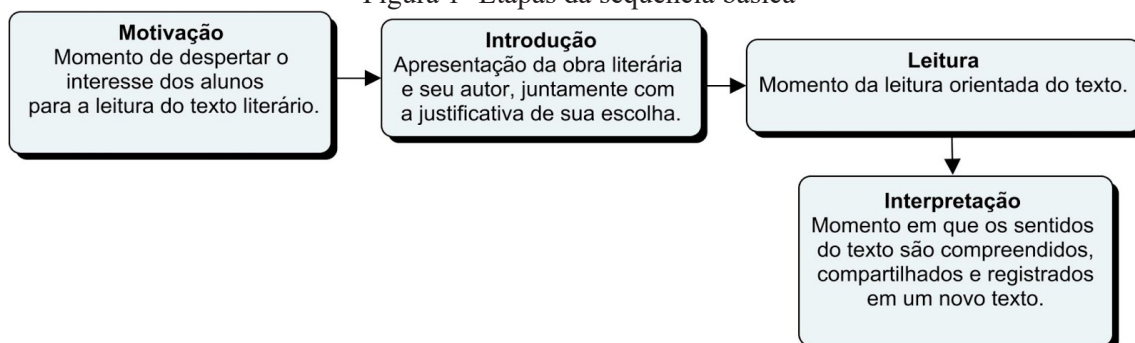 Figura 1- Etapas da sequência básica
Motivação
Momento de despertar o
interesse dos alunos
para a leitura do texto literário.
Introdução
Apresentação da obra literária
e seu autor, juntamente com
a justificativa de sua escolha.
Leitura
Momento da leitura orientada do texto.
Interpretação
Momento em que os sentidos
do texto são compreendidos,
compartilhados e registrados
em um novo texto.